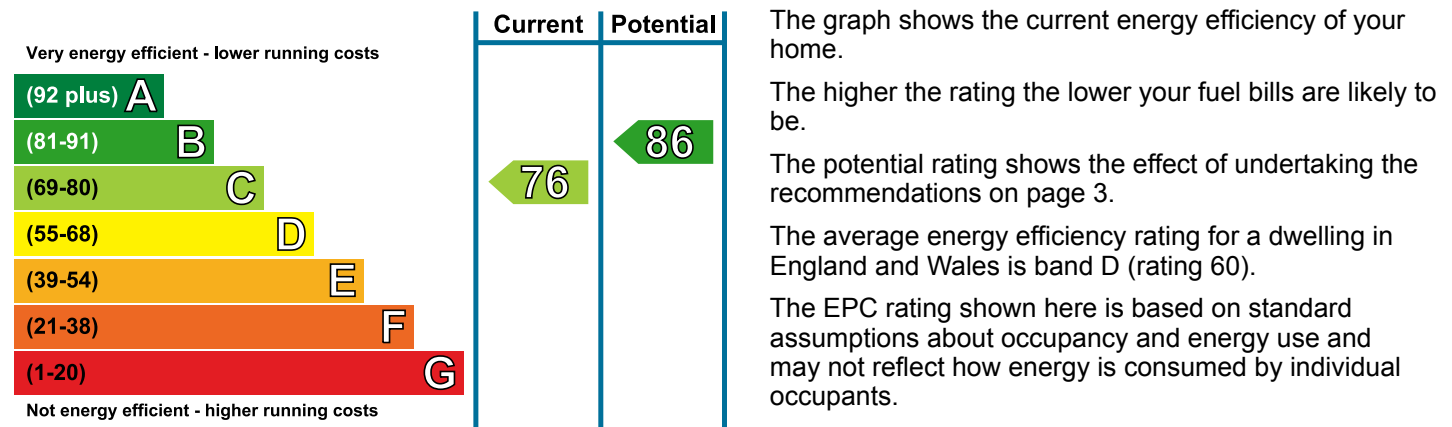 Current Potential
Very energy efficient - lower running costs
(92 plus) A
(81-91) B
(69-80) C
(55-68) D
(39-54) E
(21-38) F
(1-20) G
Not energy efficient - higher running costs
76
86
The graph shows the current energy efficiency of your
home.
The higher the rating the lower your fuel bills are likely to
be.
The potential rating shows the effect of undertaking the
recommendations on page 3.
The average energy efficiency rating for a dwelling in
England and Wales is band D (rating 60).
The EPC rating shown here is based on standard
assumptions about occupancy and energy use and
may not reflect how energy is consumed by individual
occupants.